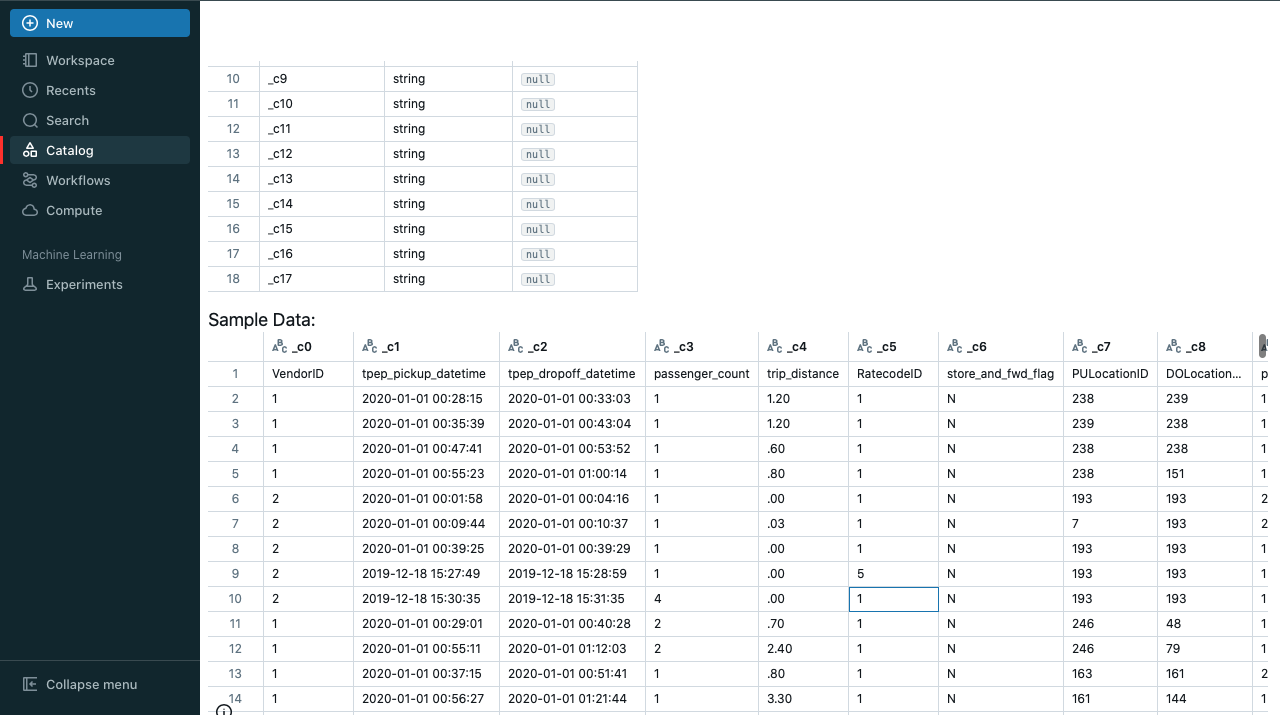 New
Workspace
Recents
Search
Catalog
Workflows
Compute
Machine Learning
Experiments
Collapse menu
10 _c9 string null
11 _c10 string null
12 _c11 string null
13 _c12 string null
14 _c13 string null
15 _c14 string null
16 _c15 string null
17 _c16 string null
18 _c17 string null
Sample Data:
ABC _c0 ABC _c1 ABC _c2 ABC _c3 ABC _c4 ABC _c5 ABC _c6 ABC _c7 ABC _c8
1 VendorID tpep_pickup_datetime tpep_dropoff_datetime passenger_count trip_distance RatecodeID store_and_fwd_flag PULocationID DOLocation... p
2 1 2020-01-01 00:28:15 2020-01-01 00:33:03 1 1.20 1 N 238 239 1
3 1 2020-01-01 00:35:39 2020-01-01 00:43:04 1 1.20 1 N 239 238 1
4 1 2020-01-01 00:47:41 2020-01-01 00:53:52 1 .60 1 N 238 238 1
5 1 2020-01-01 00:55:23 2020-01-01 01:00:14 1 .80 1 N 238 151 1
6 2 2020-01-01 00:01:58 2020-01-01 00:04:16 1 .00 1 N 193 193 2
7 2 2020-01-01 00:09:44 2020-01-01 00:10:37 1 .03 1 N 7 193 2
8 2 2020-01-01 00:39:25 2020-01-01 00:39:29 1 .00 1 N 193 193 1
9 2 2019-12-18 15:27:49 2019-12-18 15:28:59 1 .00 5 N 193 193 1
10 2 2019-12-18 15:30:35 2019-12-18 15:31:35 4 .00 1 N 193 193 1
11 1 2020-01-01 00:29:01 2020-01-01 00:40:28 2 .70 1 N 246 48 1
12 1 2020-01-01 00:55:11 2020-01-01 01:12:03 2 2.40 1 N 246 79 1
13 1 2020-01-01 00:37:15 2020-01-01 00:51:41 1 .80 1 N 163 161 2
14 1 2020-01-01 00:56:27 2020-01-01 01:21:44 1 3.30 1 N 161 144 1